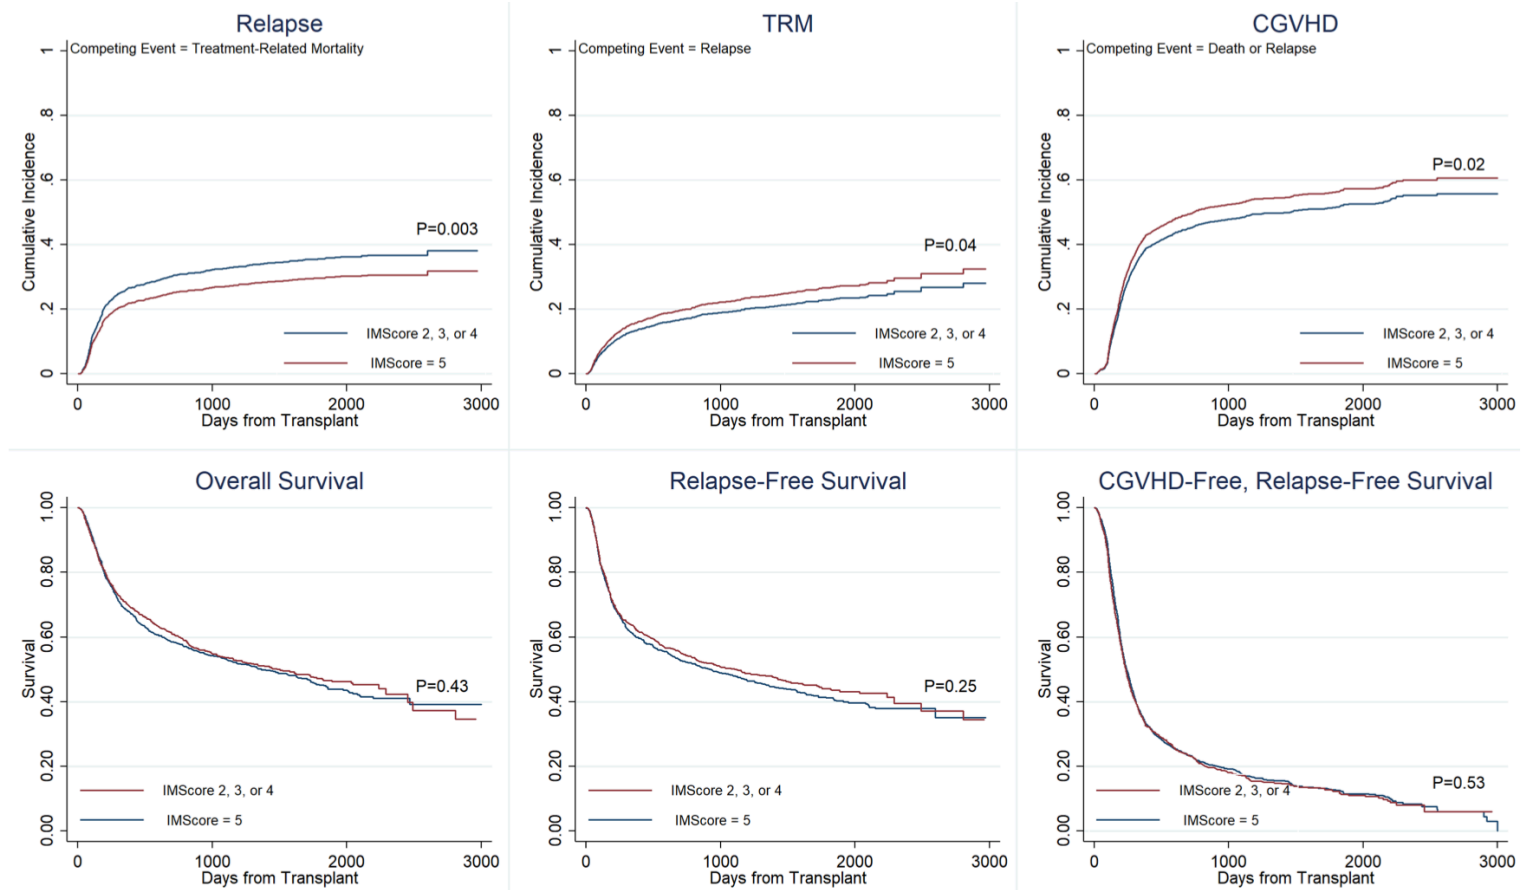 Relapse
Competing Event = Treatment-Related Mortality
Cumulative Incidence
1
.8
.6
.4
.2
0
P=0.003
IMScore 2, 3, or 4
IMScore = 5
0 1000 2000 3000
Days from Transplant
TRM
Competing Event = Relapse
Cumulative Incidence
1
.8
.6
.4
.2
0
P=0.04
IMScore 2, 3, or 4
IMScore = 5
0 1000 2000 3000
Days from Transplant
CGVHD
Competing Event = Death or Relapse
Cumulative Incidence
1
.8
.6
.4
.2
0
P=0.02
IMScore 2, 3, or 4
IMScore = 5
0 1000 2000 3000
Days from Transplant
Overall Survival
Survival
1.00
0.80
0.60
0.40
0.20
0.00
P=0.43
IMScore 2, 3, or 4
IMScore = 5
0 1000 2000 3000
Days from Transplant
Relapse-Free Survival
Survival
1.00
0.80
0.60
0.40
0.20
0.00
P=0.25
IMScore 2, 3, or 4
IMScore = 5
0 1000 2000 3000
Days from Transplant
CGVHD-Free, Relapse-Free Survival
Survival
1.00
0.80
0.60
0.40
0.20
0.00
P=0.53
IMScore 2, 3, or 4
IMScore = 5
0 1000 2000 3000
Days from Transplant